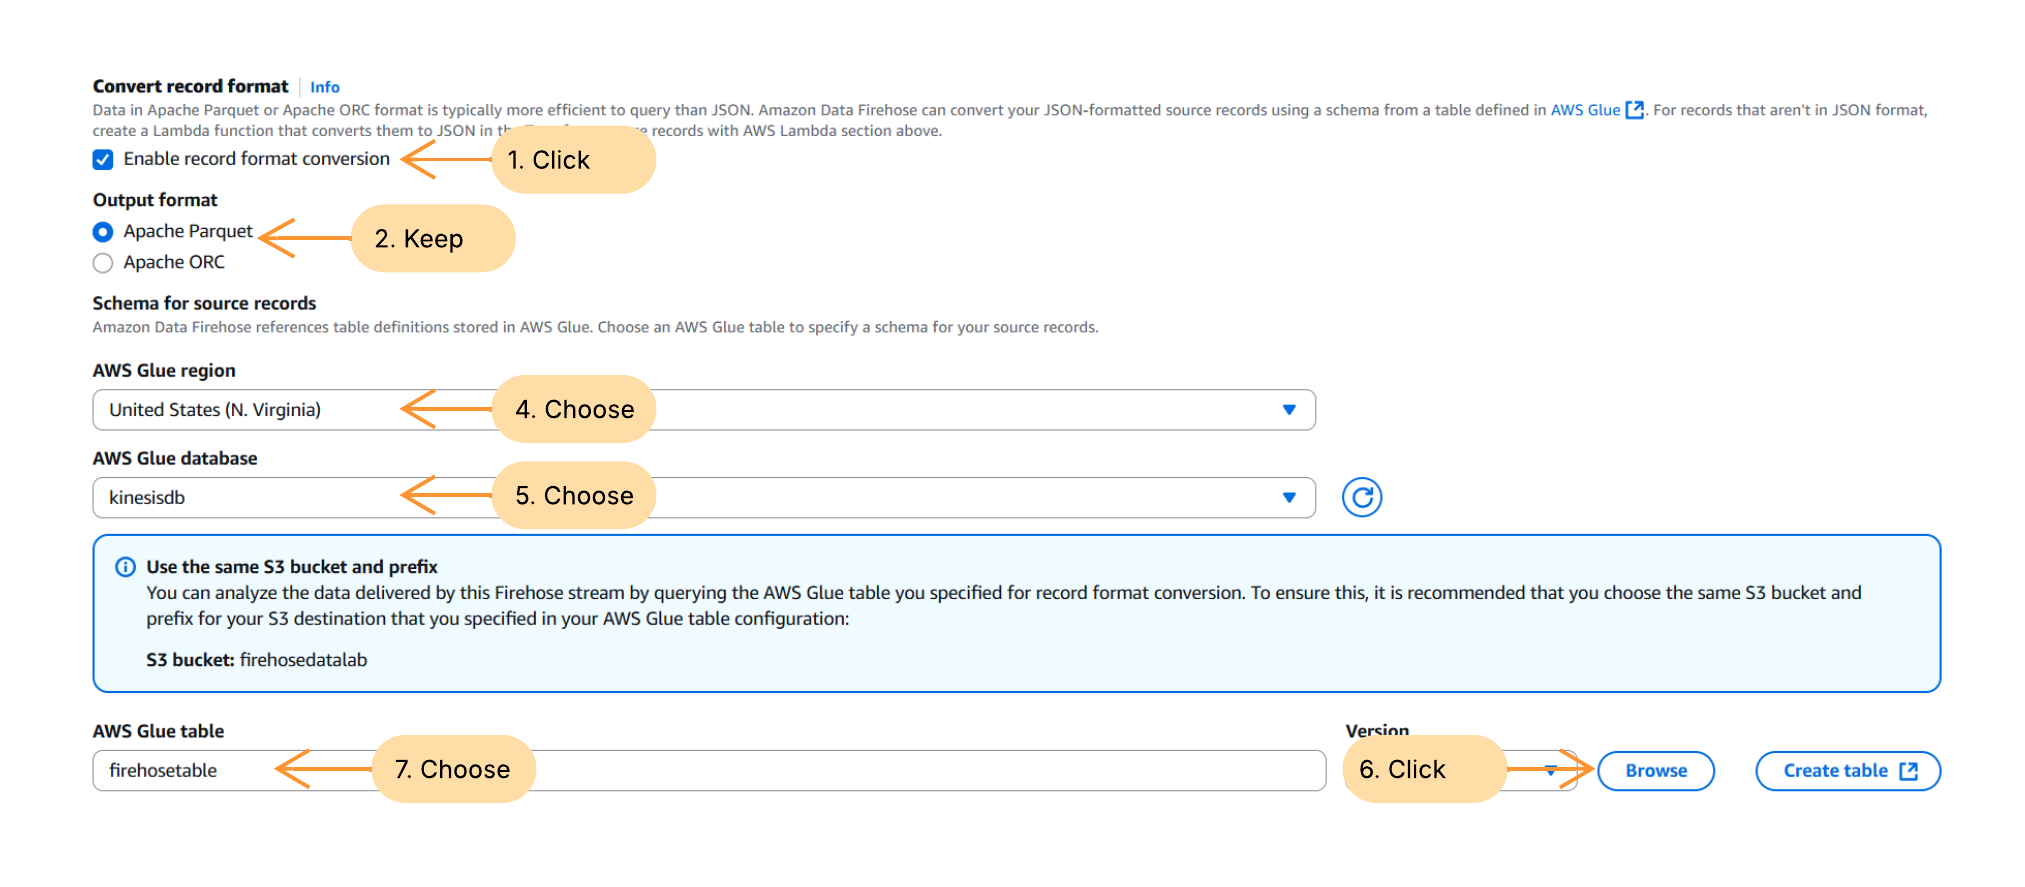 Convert record format Info
Data in Apache Parquet or Apache ORC format is typically more efficient to query than JSON. Amazon Data Firehose can convert your JSON-formatted source records using a schema from a table defined in AWS Glue. For records that aren't in JSON format,
create a Lambda function that converts them to JSON in the records with AWS Lambda section above.
Enable record format conversion
1. Click
Output format
Apache Parquet
2. Keep
Apache ORC
Schema for source records
Amazon Data Firehose references table definitions stored in AWS Glue. Choose an AWS Glue table to specify a schema for your source records.
AWS Glue region
United States (N. Virginia)
4. Choose
AWS Glue database
kinesisdb
5. Choose
Use the same S3 bucket and prefix
You can analyze the data delivered by this Firehose stream by querying the AWS Glue table you specified for record format conversion. To ensure this, it is recommended that you choose the same S3 bucket and
prefix for your S3 destination that you specified in your AWS Glue table configuration:
S3 bucket: firehosedatalab
AWS Glue table
Version
firehosetable
7. Choose
6. Click
Browse
Create table